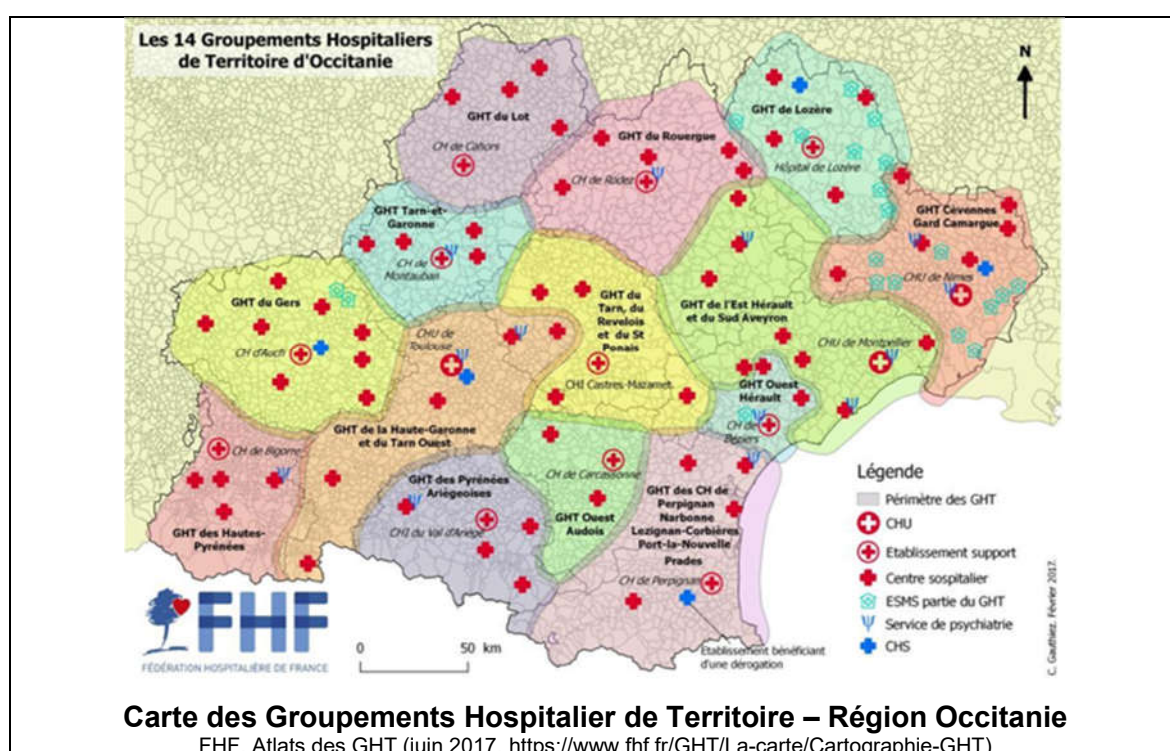 Les 14 Groupements Hospitaliers
de Territoire d'Occitanie
N
GHT du Lot
CH de Cahors
GHT du Rouergue
CH de Rodez
GHT de Lozère
Hôpital de Lozère
GHT Tarn-et-
Garonne
CH de
Montauban
GHT Cévennes
Gard Camargue
CHU de Nîmes
GHT du Gers
CH d'Auch
CHU de
Toulouse
GHT du
Tarn, du
Revelois
et du St
Ponais
CHI Castres-Mazamet
GHT de l'Est Hérault
et du Sud Aveyron
CHU de Montpellier
GHT Ouest
Hérault
CH de
Béziers
GHT de la Haute-Garonne
et du Tarn Ouest
CH de Bigorre
GHT des Hautes-
Pyrénées
GHT des Pyrénées
Ariégeoises
CHI du Val d'Ariège
CH de Carcassonne
GHT Ouest
Audois
GHT des CH de
Perpignan
Narbonne
Lezignan-Corbières
Port-la-Nouvelle
Prades
CH de Perpignan
Etablissement bénéficiant
d'une dérogation
Légende
Périmètre des GHT
CHU
Etablissement support
Centre sospitalier
ESMS partie du GHT
Service de psychiatrie
CHS
C. Gauthiez. Février 2017.
0 50 km
FHF
FÉDÉRATION HOSPITALIÈRE DE FRANCE
Carte des Groupements Hospitalier de Territoire – Région Occitanie
FHF, Atlats des GHT (juin 2017, https://www.fhf.fr/GHT/La-carte/Cartographie-GHT)